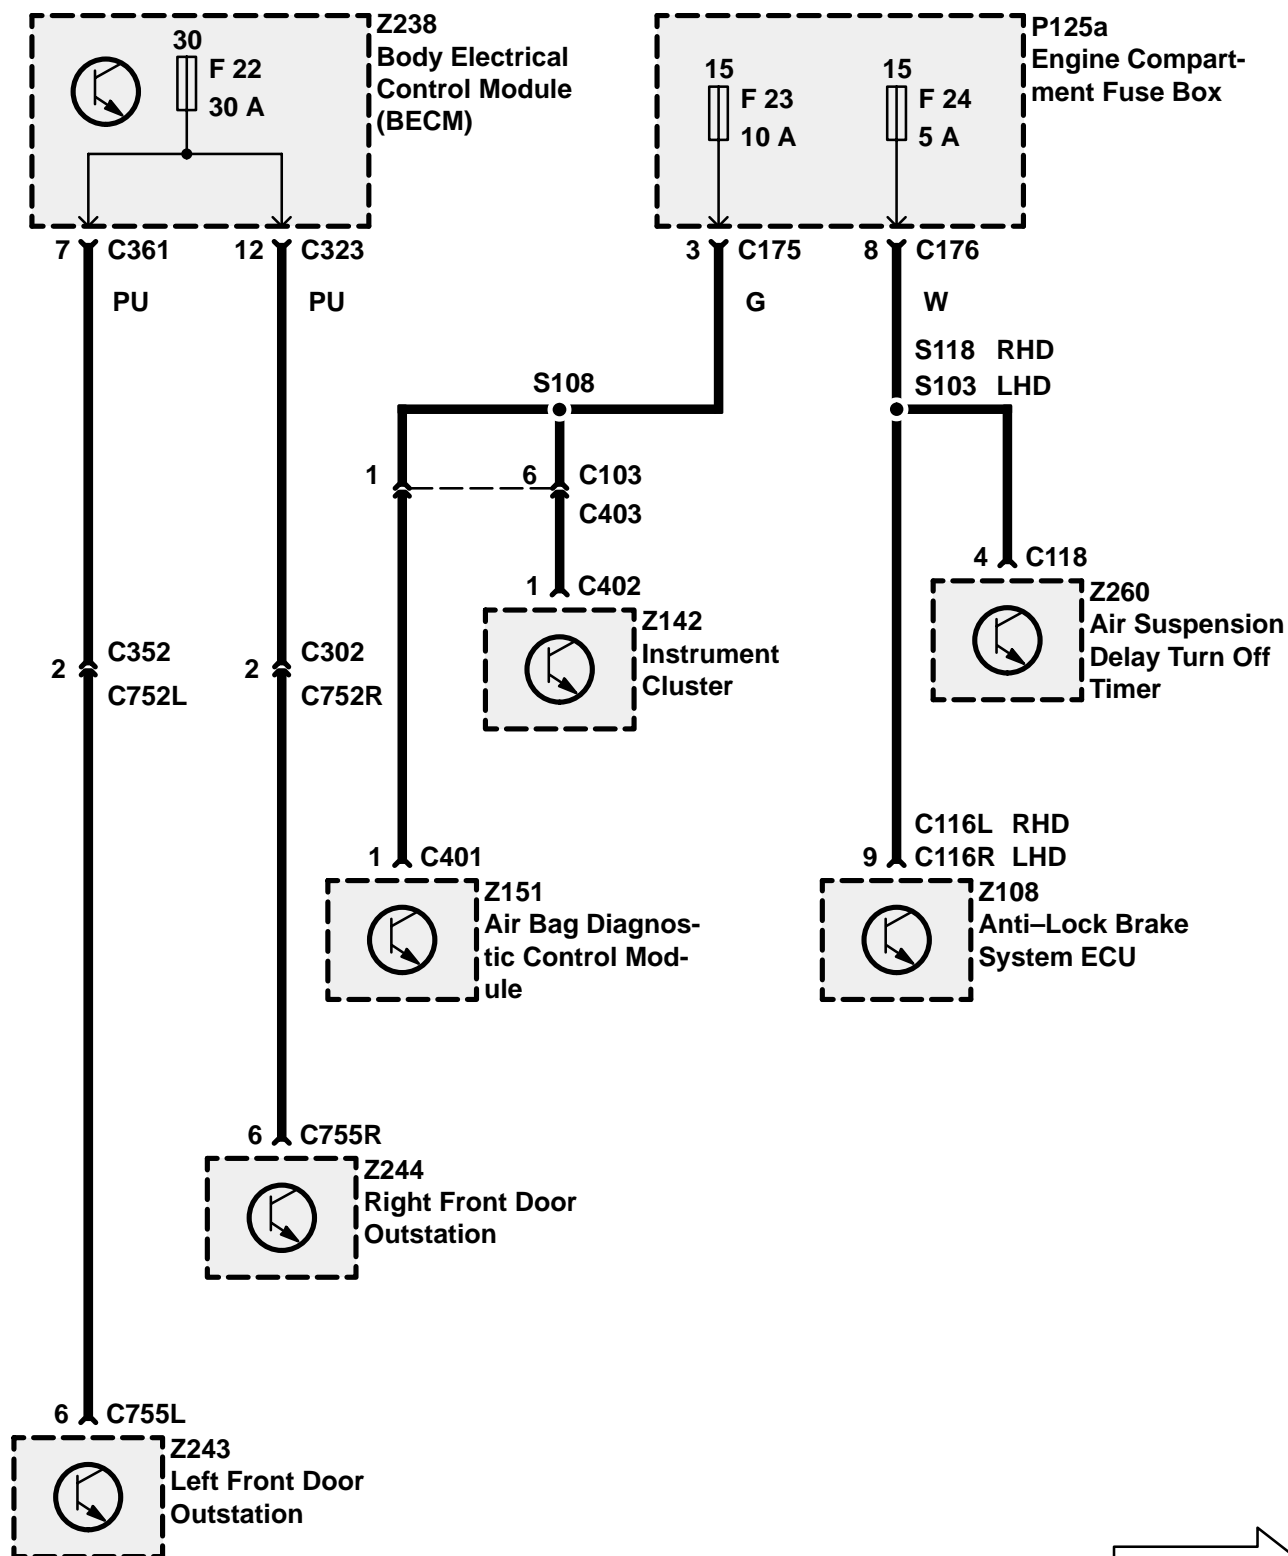 Z238
Body Electrical
Control Module
(BECM)
30
F 22
30 A
P125a
Engine Compart-
ment Fuse Box
15
F 23
10 A
15
F 24
5 A
7 C361
12 C323
3 C175
8 C176
PU
PU
G
W
S118 RHD
S103 LHD
S108
1
6 C103
C403
4 C118
1 C402
Z260
Air Suspension
Delay Turn Off
Timer
Z142
Instrument
Cluster
2 C352
C752L
2 C302
C752R
C116L RHD
9 C116R LHD
1 C401
Z151
Air Bag Diagnos-
tic Control Mod-
ule
Z108
Anti–Lock Brake
System ECU
6 C755R
Z244
Right Front Door
Outstation
6 C755L
Z243
Left Front Door
Outstation